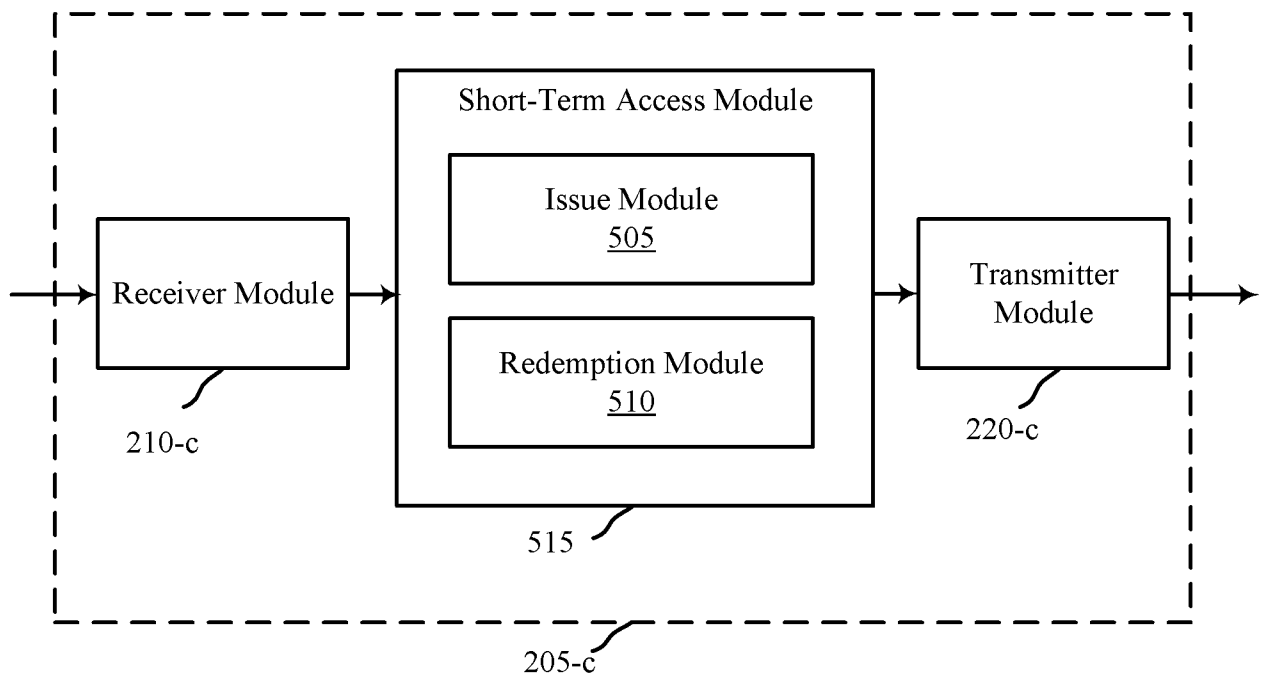 Short-Term Access Module
Issue Module
505
Receiver Module
Transmitter
Module
Redemption Module
510
210-c
220-c
515
205-c